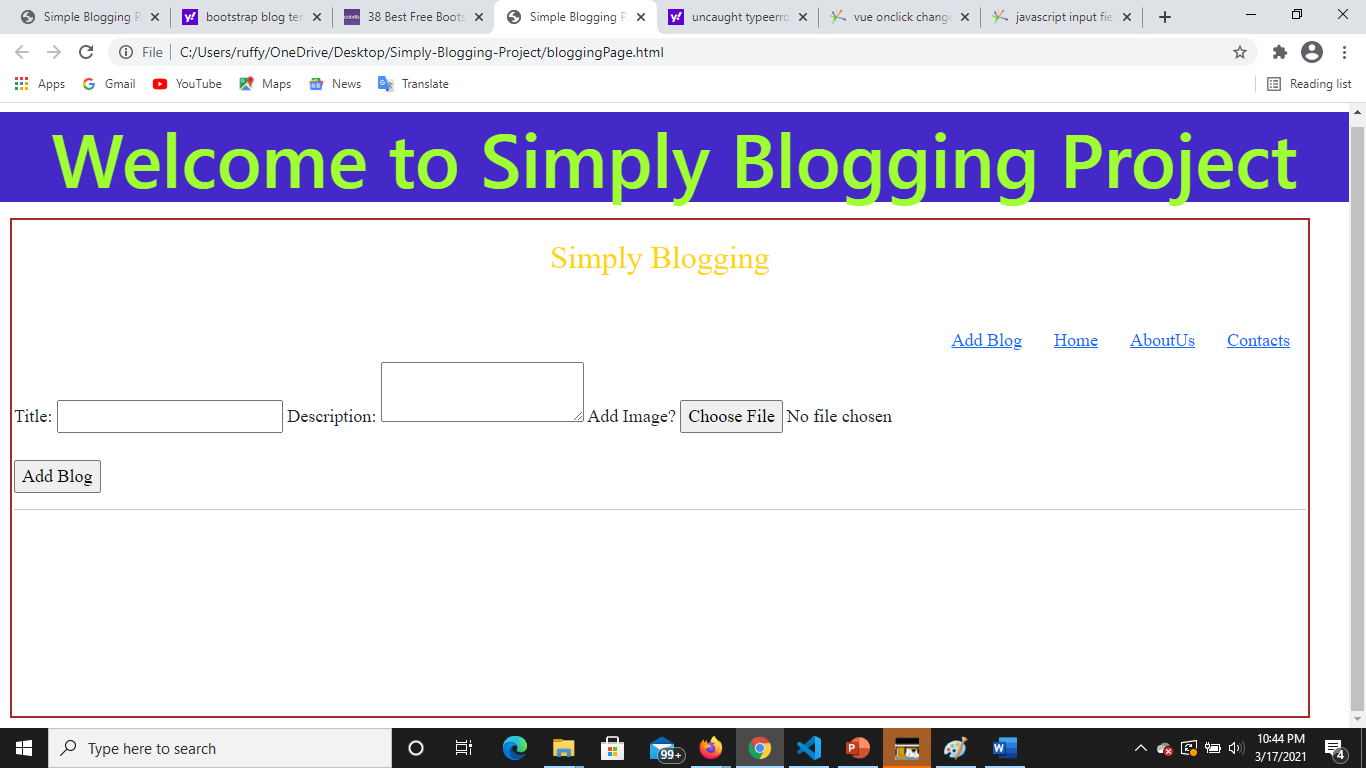 Simple Blogging P
bootstrap blog ten
38 Best Free Boots
Simple Blogging P
uncaught typeerro
vue onclick change
javascript input fie
File
C:/Users/ruffy/OneDrive/Desktop/Simply-Blogging-Project/bloggingPage.html
Apps Gmail YouTube Maps News Translate Reading list
Welcome to Simply Blogging Project
Simply Blogging
Add Blog Home AboutUs Contacts
Title: Description: Add Image? Choose File No file chosen
Add Blog
Type here to search
99+
10:44 PM
3/17/2021
4